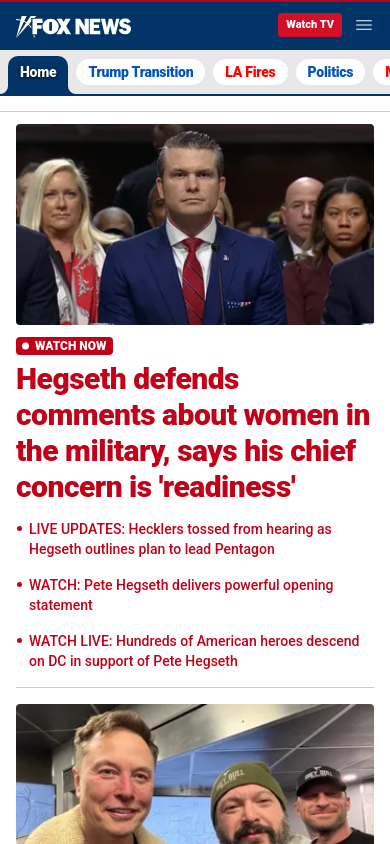 FOX NEWS
Watch TV
Home
Trump Transition
LA Fires
Politics
WATCH NOW
Hegseth defends
comments about women in
the military, says his chief
concern is 'readiness'
• LIVE UPDATES: Hecklers tossed from hearing as
Hegseth outlines plan to lead Pentagon
• WATCH: Pete Hegseth delivers powerful opening
statement
• WATCH LIVE: Hundreds of American heroes descend
on DC in support of Pete Hegseth